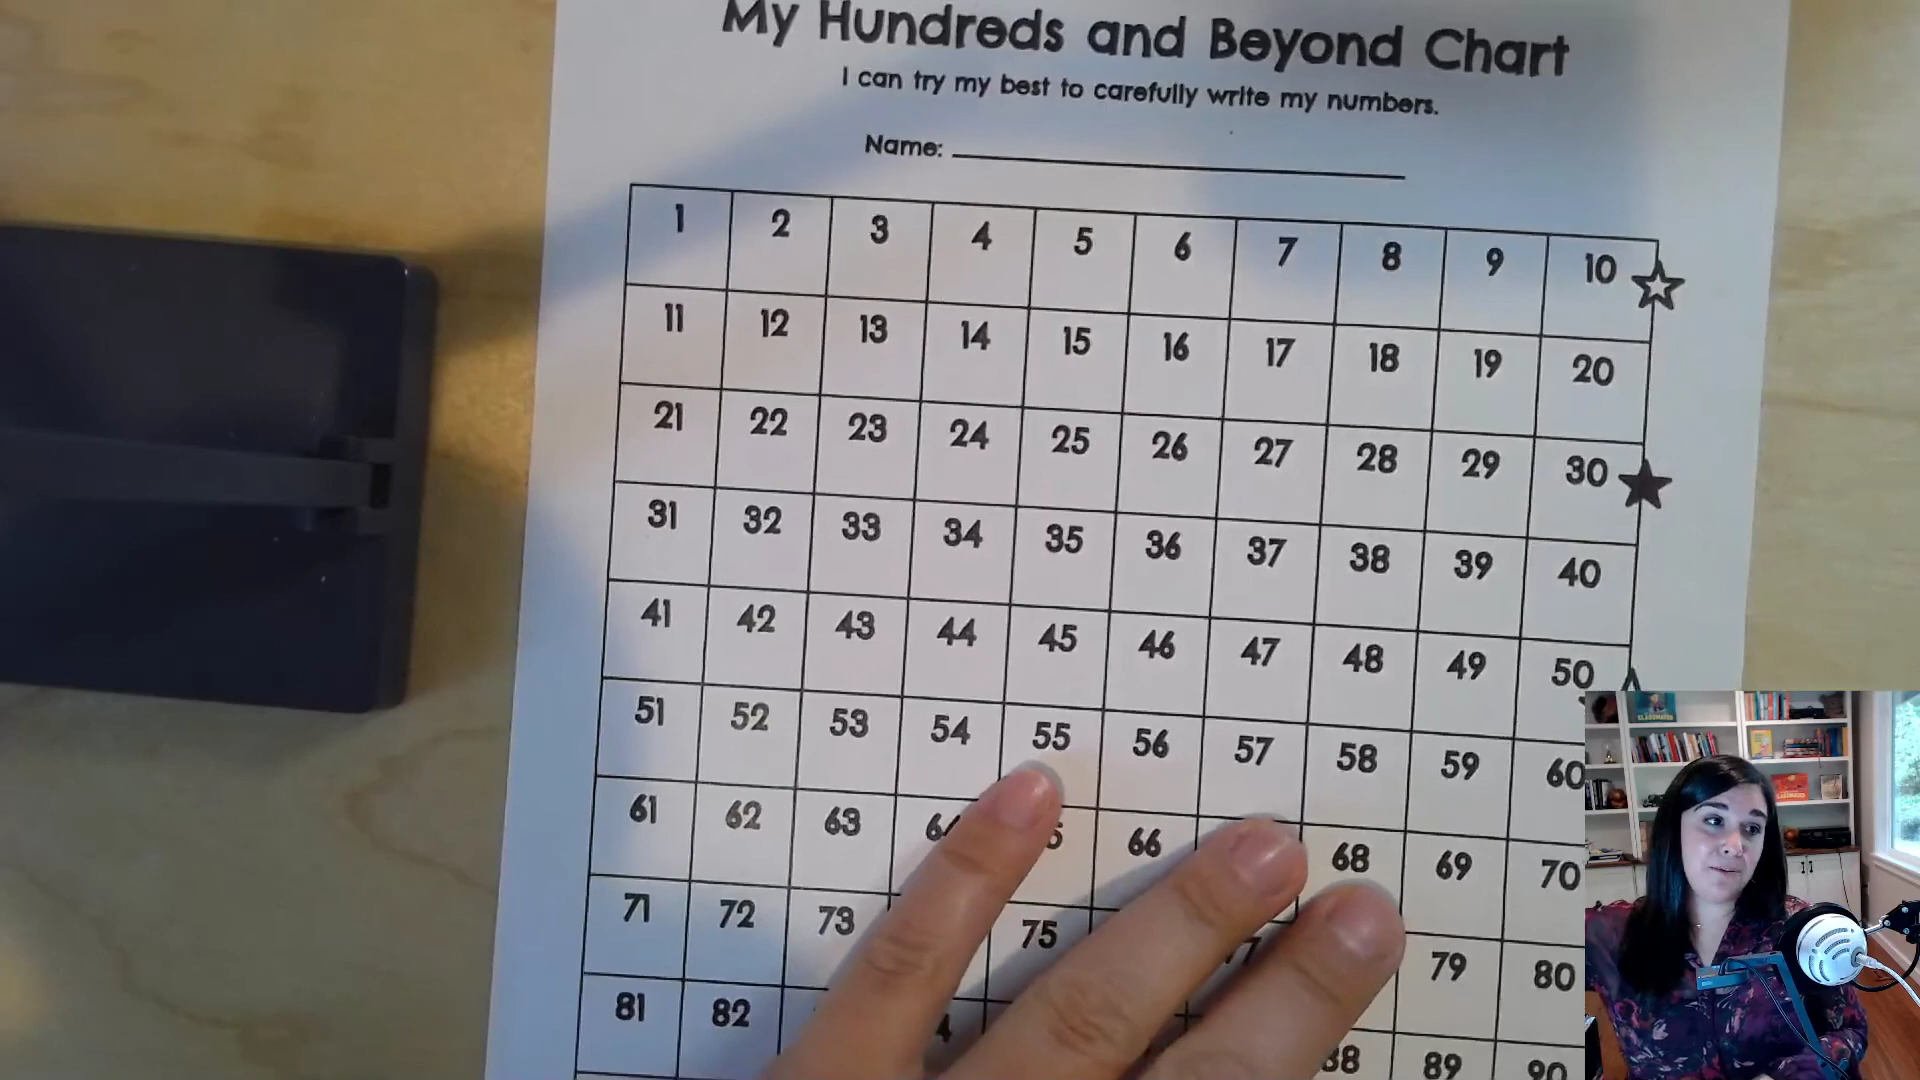 My Hundreds and Beyond Chart
I can try my best to carefully write my numbers.
Name:
1 2 3 4 5 6 7 8 9 10
11 12 13 14 15 16 17 18 19 20
21 22 23 24 25 26 27 28 29 30
31 32 33 34 35 36 37 38 39 40
41 42 43 44 45 46 47 48 49 50
51 52 53 54 55 56 57 58 59 60
61 62 63 66 68 69 70
71 72 73 75 79 80
81 82 89 90